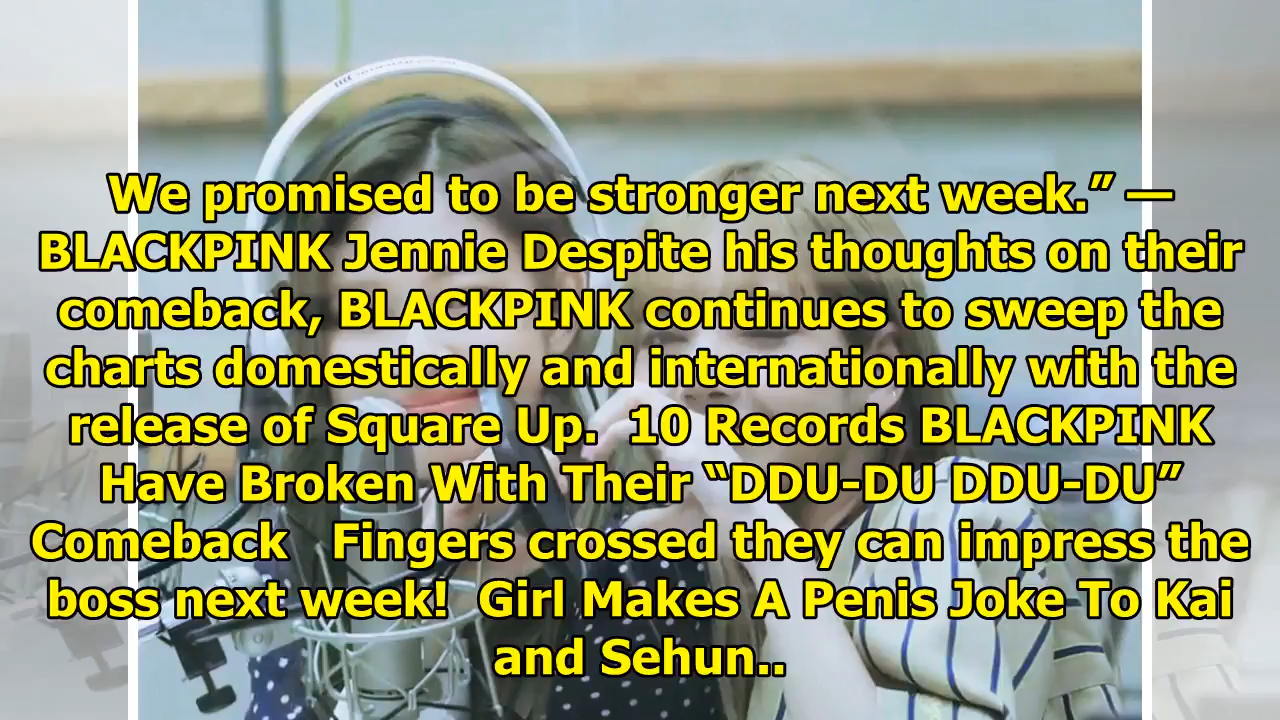 We promised to be stronger next week.” —
BLACKPINK Jennie Despite his thoughts on their
comeback, BLACKPINK continues to sweep the
charts domestically and internationally with the
release of Square Up.  10 Records BLACKPINK
Have Broken With Their “DDU-DU DDU-DU”
Comeback   Fingers crossed they can impress the
boss next week!  Girl Makes A Penis Joke To Kai
and Sehun..